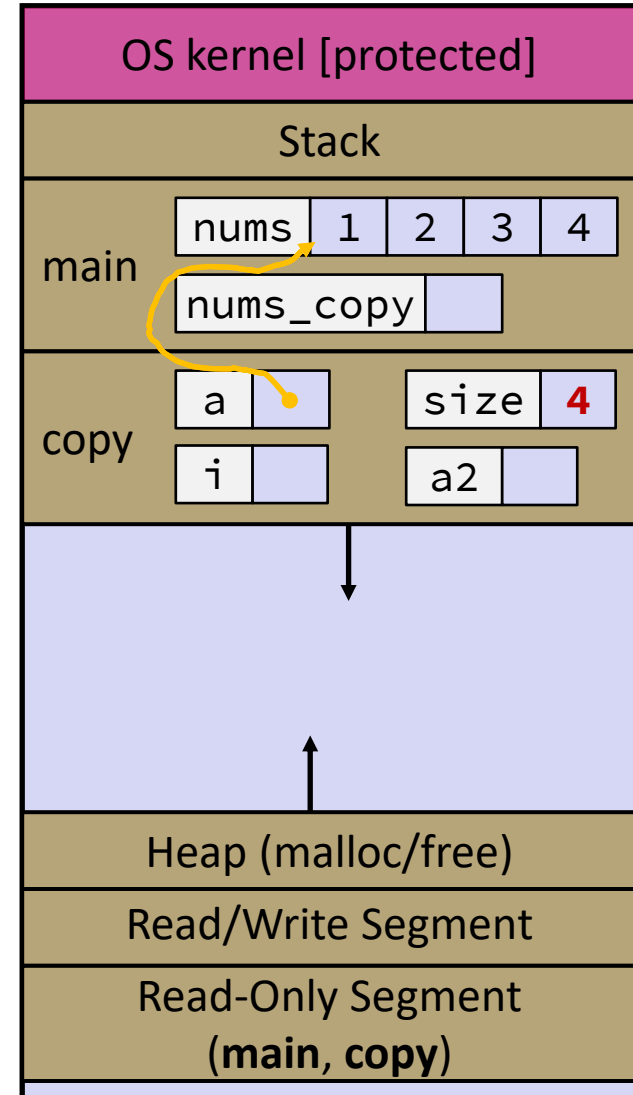 OS kernel [protected]
Stack
main
nums 1 2 3 4
nums_copy
copy
a size 4
i a2
Heap (malloc/free)
Read/Write Segment
Read-Only Segment
(main, copy)